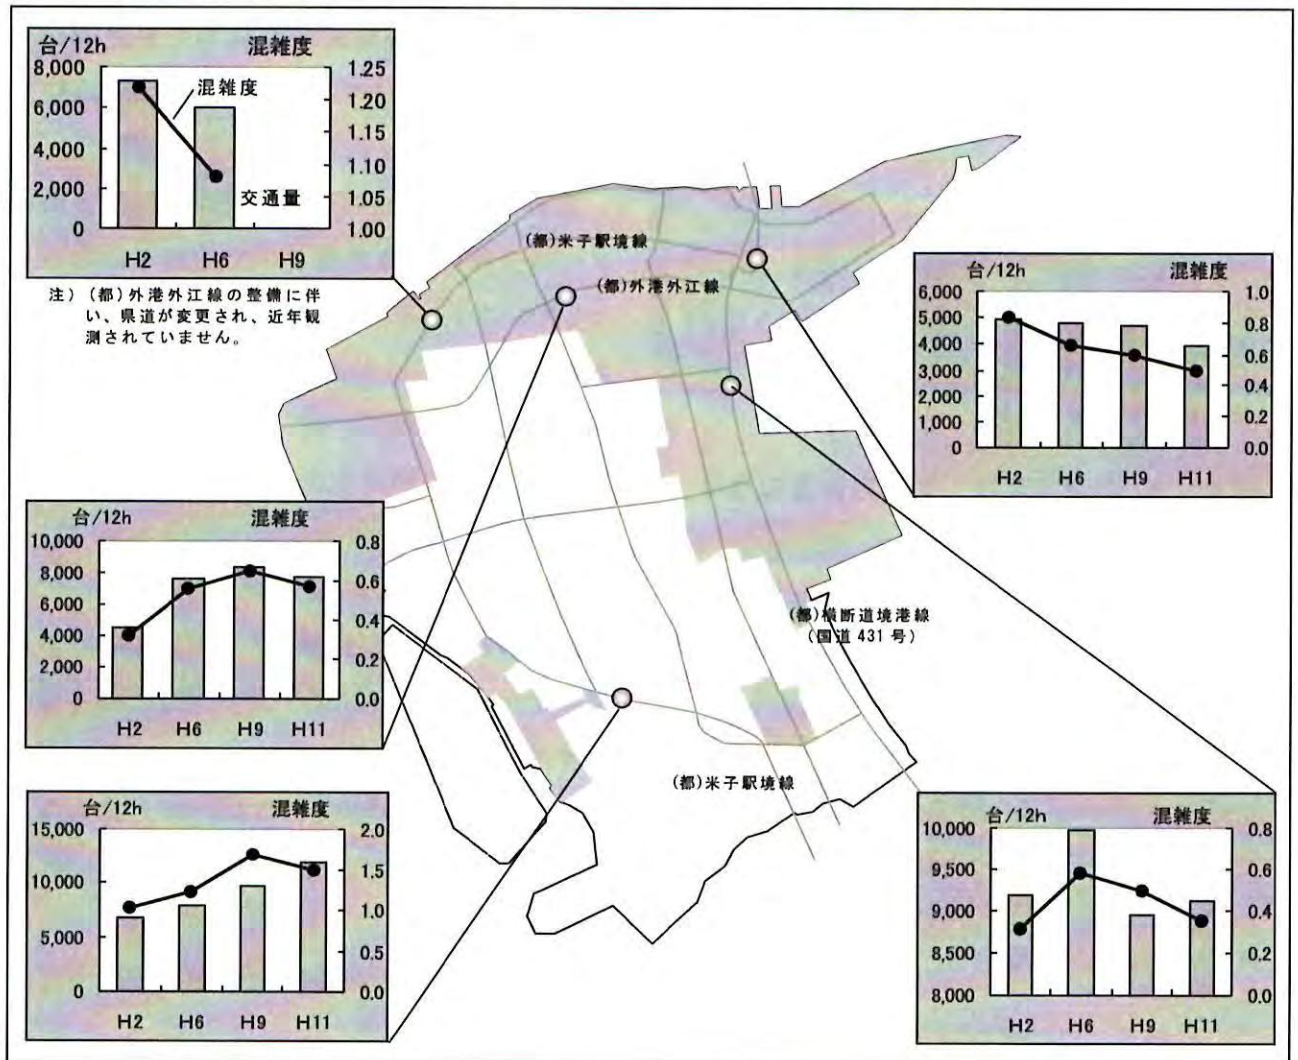 台/12h 混雑度
8,000 1.25
混雑度
6,000 1.20
1.15
4,000 1.10
2,000 交通量 1.05
0 1.00
H2 H6 H9
注）(都)外港外江線の整備に伴
い、県道が変更され、近年観
測されていません。
(都)米子駅境線
(都)外港外江線
台/12h 混雑度
6,000 1.0
5,000 0.8
4,000 0.6
3,000 0.4
2,000 0.2
1,000
0 0.0
H2 H6 H9 H11
台/12h 混雑度
10,000 0.8
8,000 0.6
6,000 0.4
4,000 0.2
2,000
0 0.0
H2 H6 H9 H11
(都)横断道境港線
(国道431号)
(都)米子駅境線
台/12h 混雑度
15,000 2.0
1.5
10,000 1.0
5,000 0.5
0 0.0
H2 H6 H9 H11
台/12h 混雑度
10,000 0.8
9,500 0.6
9,000 0.4
8,500 0.2
8,000 0.0
H2 H6 H9 H11